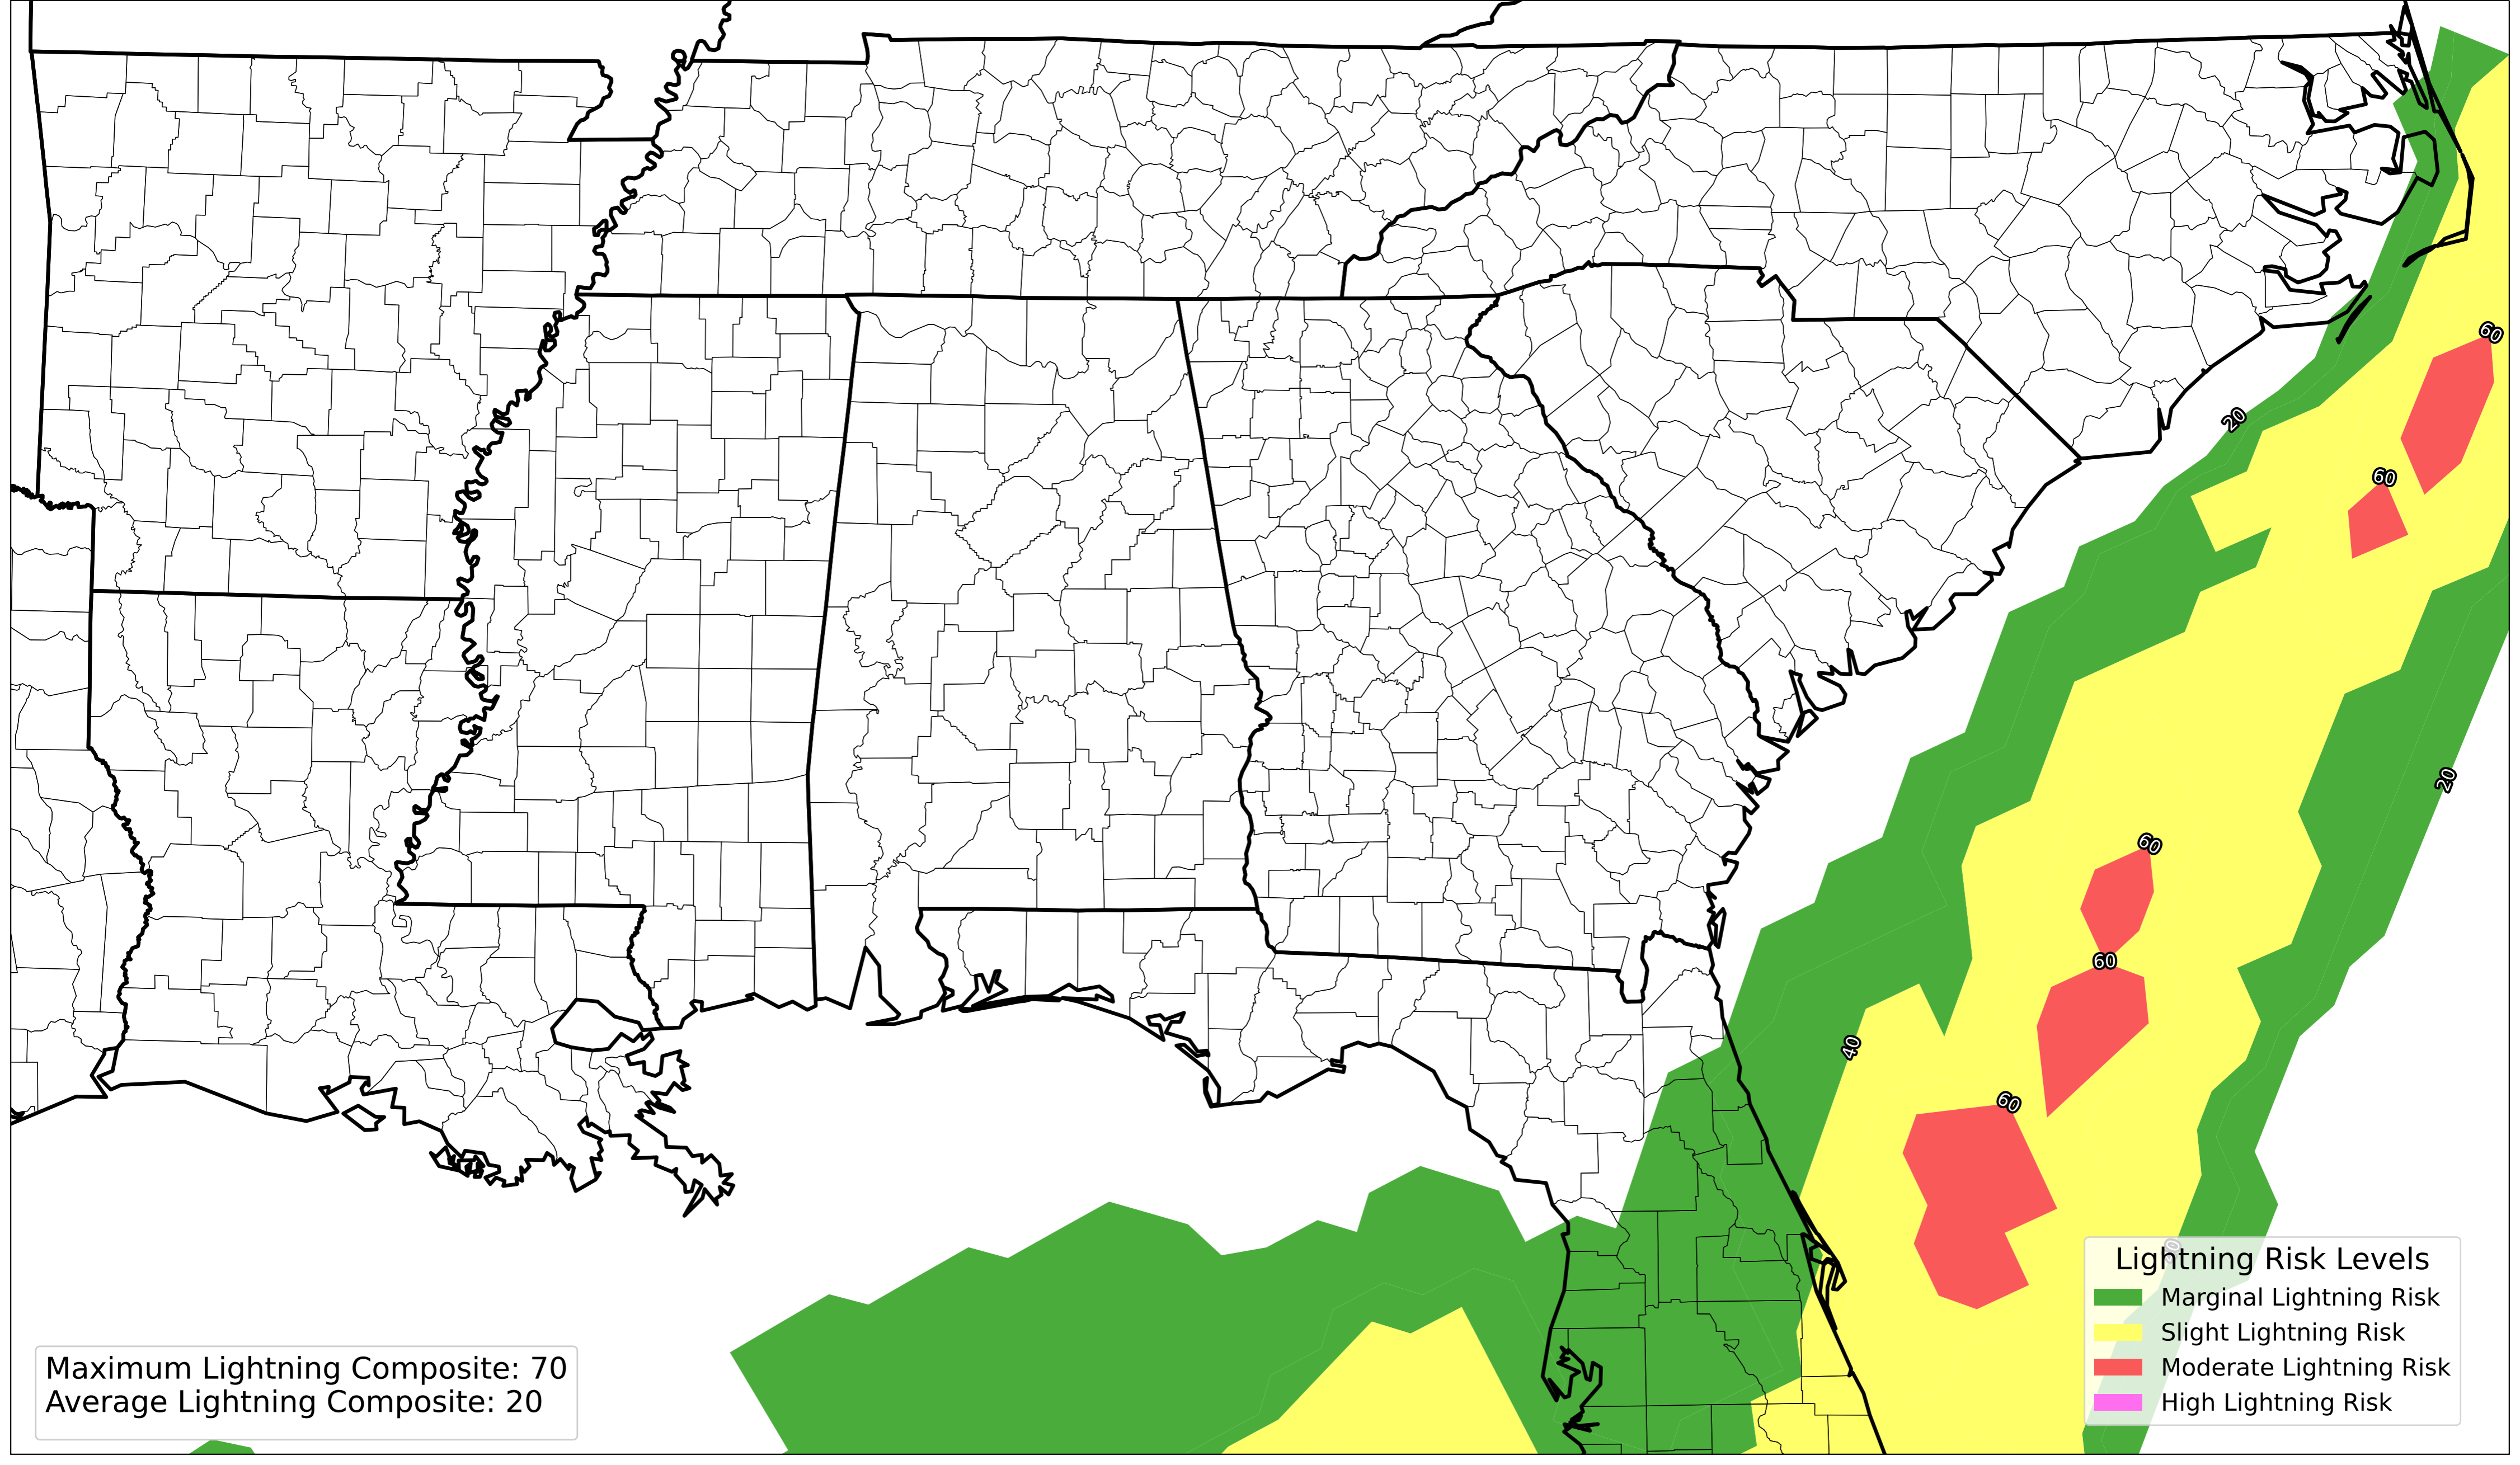 60
20
60
20
60
60
40
60
Lightning Risk Levels
Marginal Lightning Risk
Slight Lightning Risk
Moderate Lightning Risk
High Lightning Risk
Maximum Lightning Composite: 70
Average Lightning Composite: 20